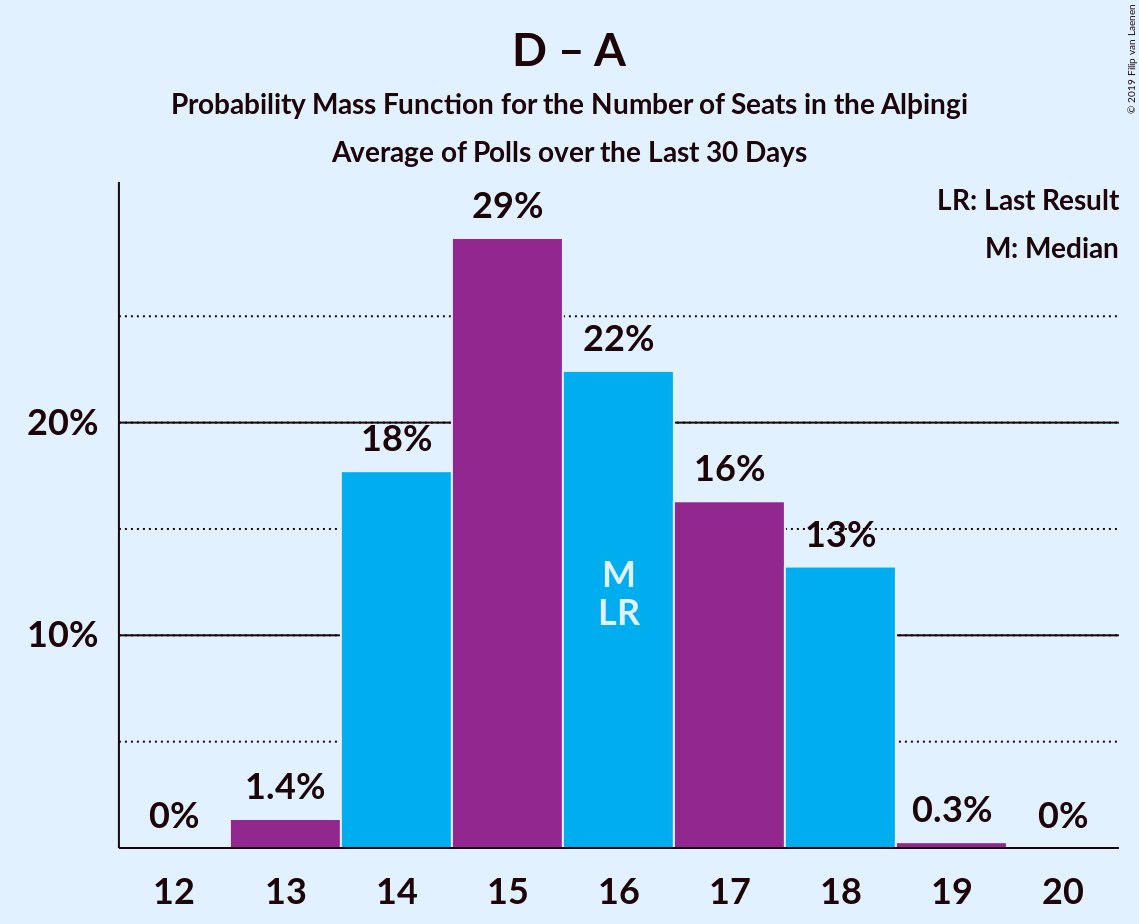 D – A
Probability Mass Function for the Number of Seats in the Alþingi
Average of Polls over the Last 30 Days
© 2019 Filip van Laenen
LR: Last Result
M: Median
29%
22%
20%
18%
16%
13%
M
LR
10%
1.4%
0%
0.3%
0%
12 13 14 15 16 17 18 19 20